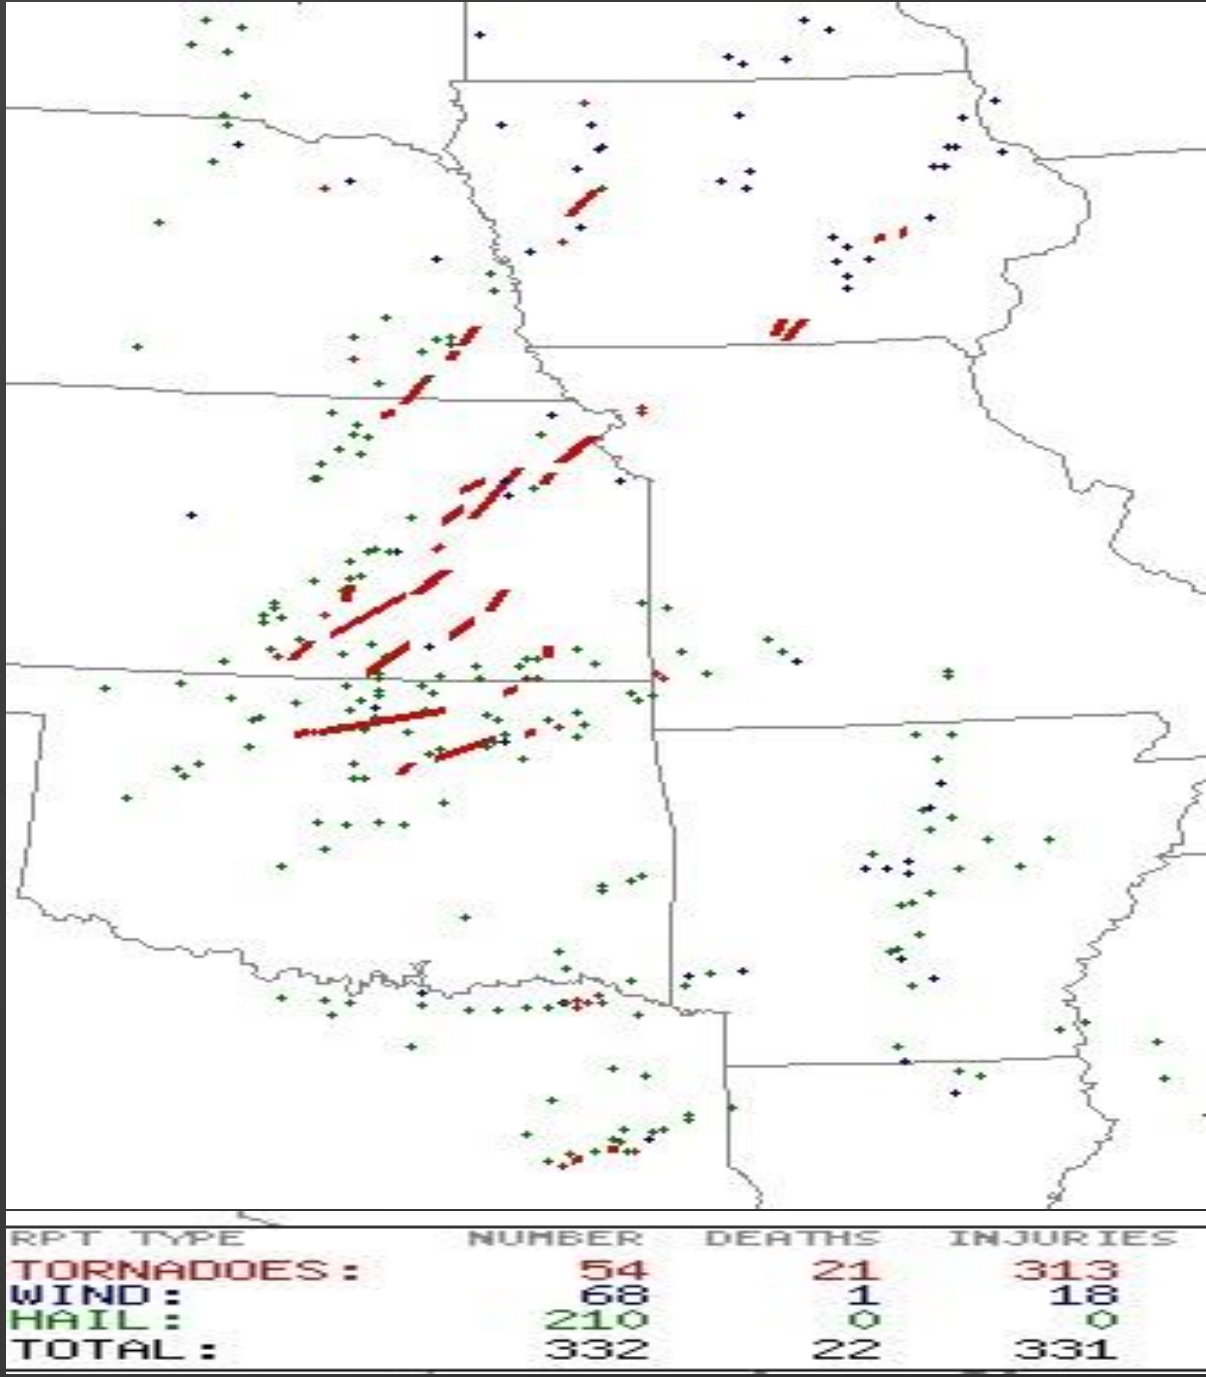 RPT TYPE NUMBER DEATHS INJURIES
TORNADOES: 54 21 313
WIND: 68 1 18
HAIL: 210 0 0
TOTAL: 332 22 331